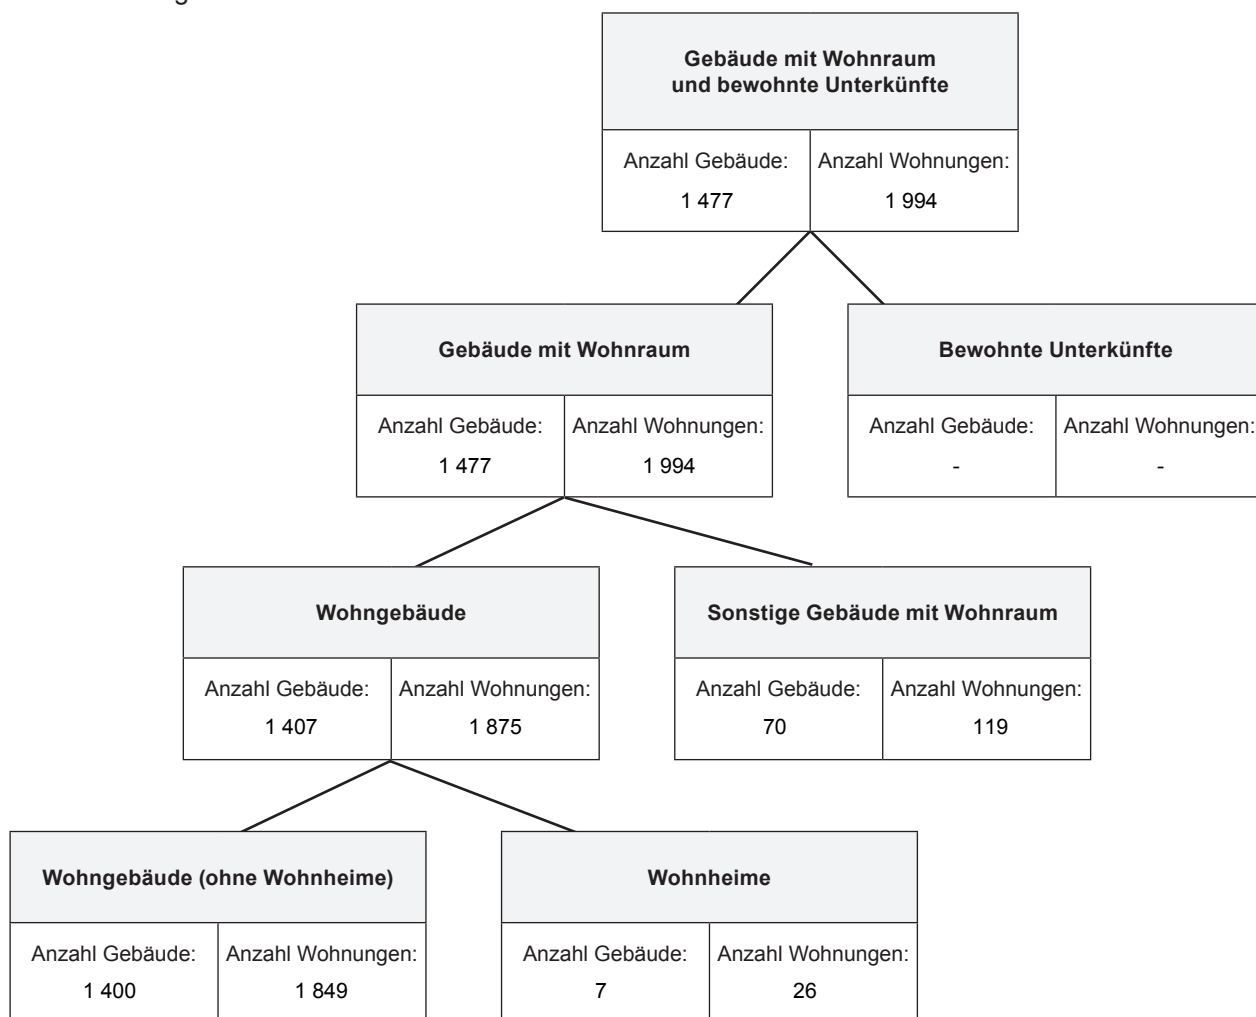 Gebäude mit Wohnraum
und bewohnte Unterkünfte
Anzahl Gebäude: Anzahl Wohnungen:
1 477 1 994
Gebäude mit Wohnraum
Anzahl Gebäude: Anzahl Wohnungen:
1 477 1 994
Bewohnte Unterkünfte
Anzahl Gebäude: Anzahl Wohnungen:
- -
Wohngebäude
Anzahl Gebäude: Anzahl Wohnungen:
1 407 1 875
Sonstige Gebäude mit Wohnraum
Anzahl Gebäude: Anzahl Wohnungen:
70 119
Wohngebäude (ohne Wohnheime)
Anzahl Gebäude: Anzahl Wohnungen:
1 400 1 849
Wohnheime
Anzahl Gebäude: Anzahl Wohnungen:
7 26